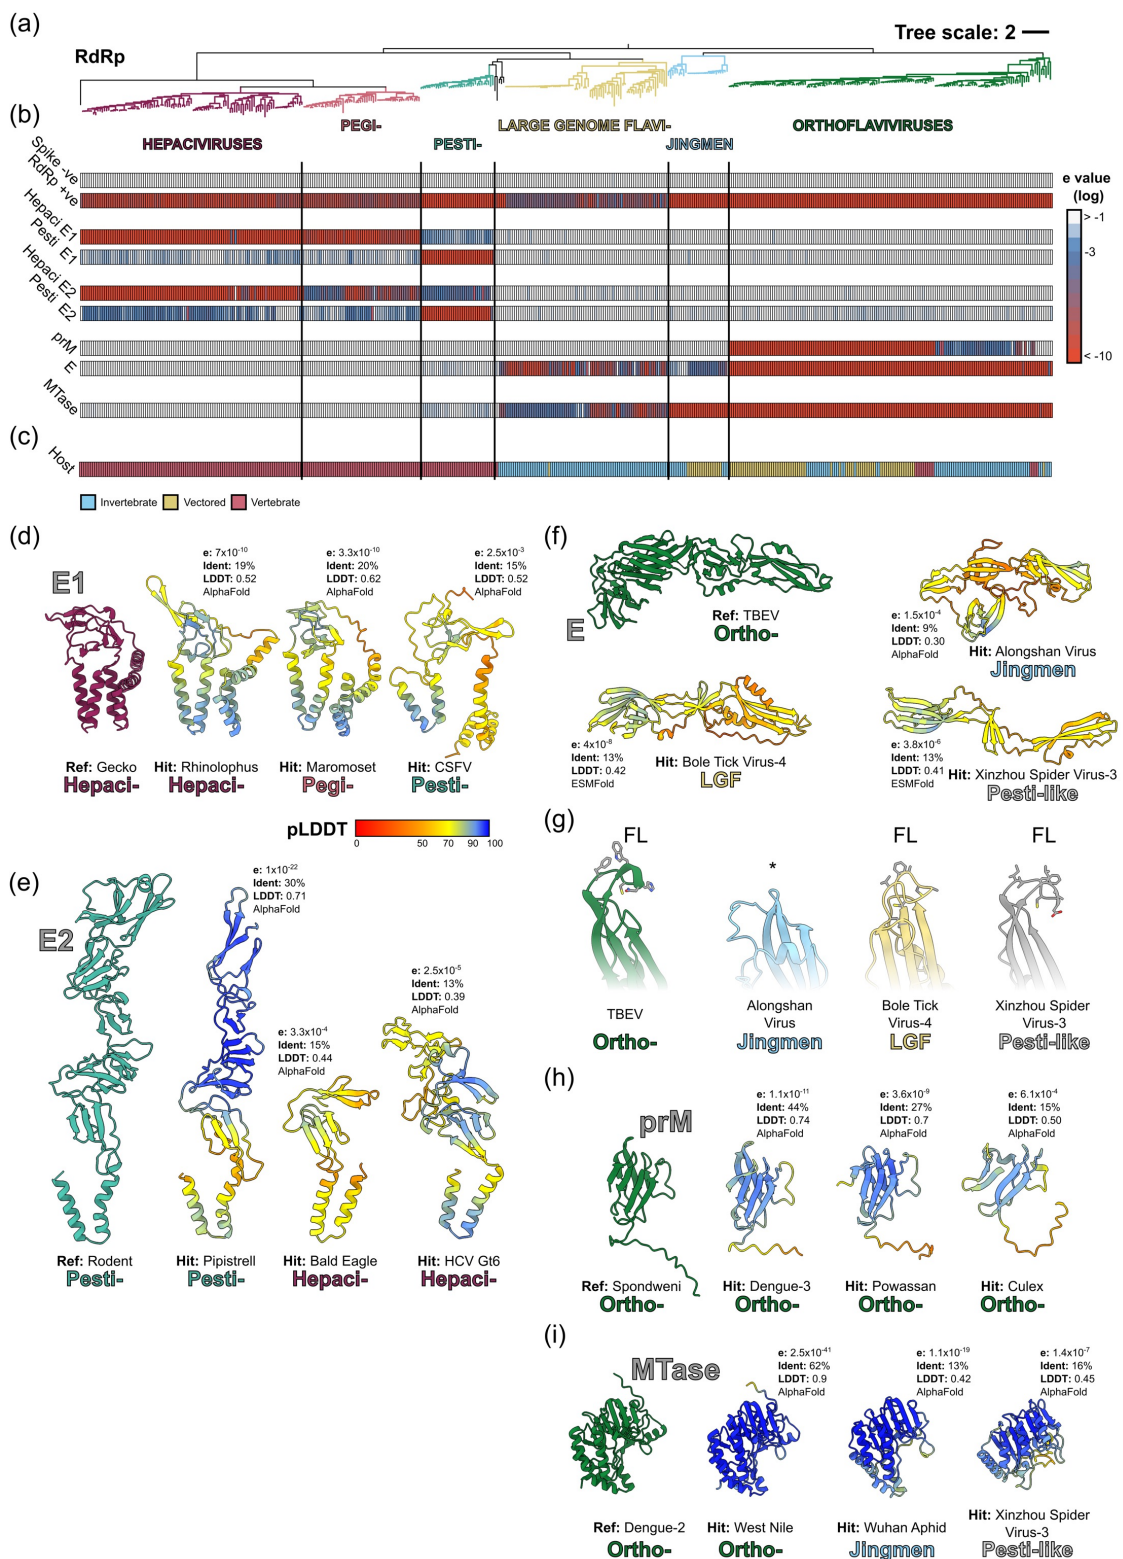 (a)
RdRp
Tree scale: 2
PEGI-
LARGE GENOME FLAVI-
ORTHOFLAVIVIRUSES
HEPACIVIRUSES
PESTI-
JINGMEN
(b)
Spike -ve
RdRp +ve
Hepaci E1
Pesti E1
Hepaci E2
Pesti E2
prM
E
MTase
e value
(log)
> -1
-3
< -10
(c)
Host
Invertebrate
Vectored
Vertebrate
(d)
E1
e: 7x10-10
Ident: 19%
LDDT: 0.52
AlphaFold
e: 3.3x10-10
Ident: 20%
LDDT: 0.62
AlphaFold
e: 2.5x10-3
Ident: 15%
LDDT: 0.52
AlphaFold
Ref: Gecko
Hepaci-
Hit: Rhinolophus
Hepaci-
Hit: Maromoset
Pegi-
Hit: CSFV
Pesti-
pLDDT
0 50 70 90 100
(e)
E2
e: 1x10-22
Ident: 30%
LDDT: 0.71
AlphaFold
e: 3.3x10-4
Ident: 15%
LDDT: 0.44
AlphaFold
e: 2.5x10-5
Ident: 13%
LDDT: 0.39
AlphaFold
Ref: Rodent
Pesti-
Hit: Pipistrell
Pesti-
Hit: Bald Eagle
Hepaci-
Hit: HCV Gt6
Hepaci-
(f)
E
Ref: TBEV
Ortho-
e: 1.5x10-4
Ident: 9%
LDDT: 0.30
AlphaFold
Hit: Alongshan Virus
Jingmen
e: 4x10-8
Ident: 13%
LDDT: 0.42
ESMFold
Hit: Bole Tick Virus-4
LGF
e: 3.8x10-6
Ident: 13%
LDDT: 0.41
ESMFold
Hit: Xinzhou Spider Virus-3
Pesti-like
(g)
FL
*
FL
FL
TBEV
Ortho-
Alongshan
Virus
Jingmen
Bole Tick
Virus-4
LGF
Xinzhou Spider
Virus-3
Pesti-like
(h)
prM
e: 1.1x10-11
Ident: 44%
LDDT: 0.74
AlphaFold
e: 3.6x10-9
Ident: 27%
LDDT: 0.7
AlphaFold
e: 6.1x10-4
Ident: 15%
LDDT: 0.50
AlphaFold
Ref: Spondweni
Ortho-
Hit: Dengue-3
Ortho-
Hit: Powassan
Ortho-
Hit: Culex
Ortho-
(i)
MTase
e: 2.5x10-41
Ident: 62%
LDDT: 0.9
AlphaFold
e: 1.1x10-19
Ident: 13%
LDDT: 0.42
AlphaFold
e: 1.4x10-7
Ident: 16%
LDDT: 0.45
AlphaFold
Ref: Dengue-2
Ortho-
Hit: West Nile
Ortho-
Hit: Wuhan Aphid
Jingmen
Hit: Xinzhou Spider
Virus-3
Pesti-like